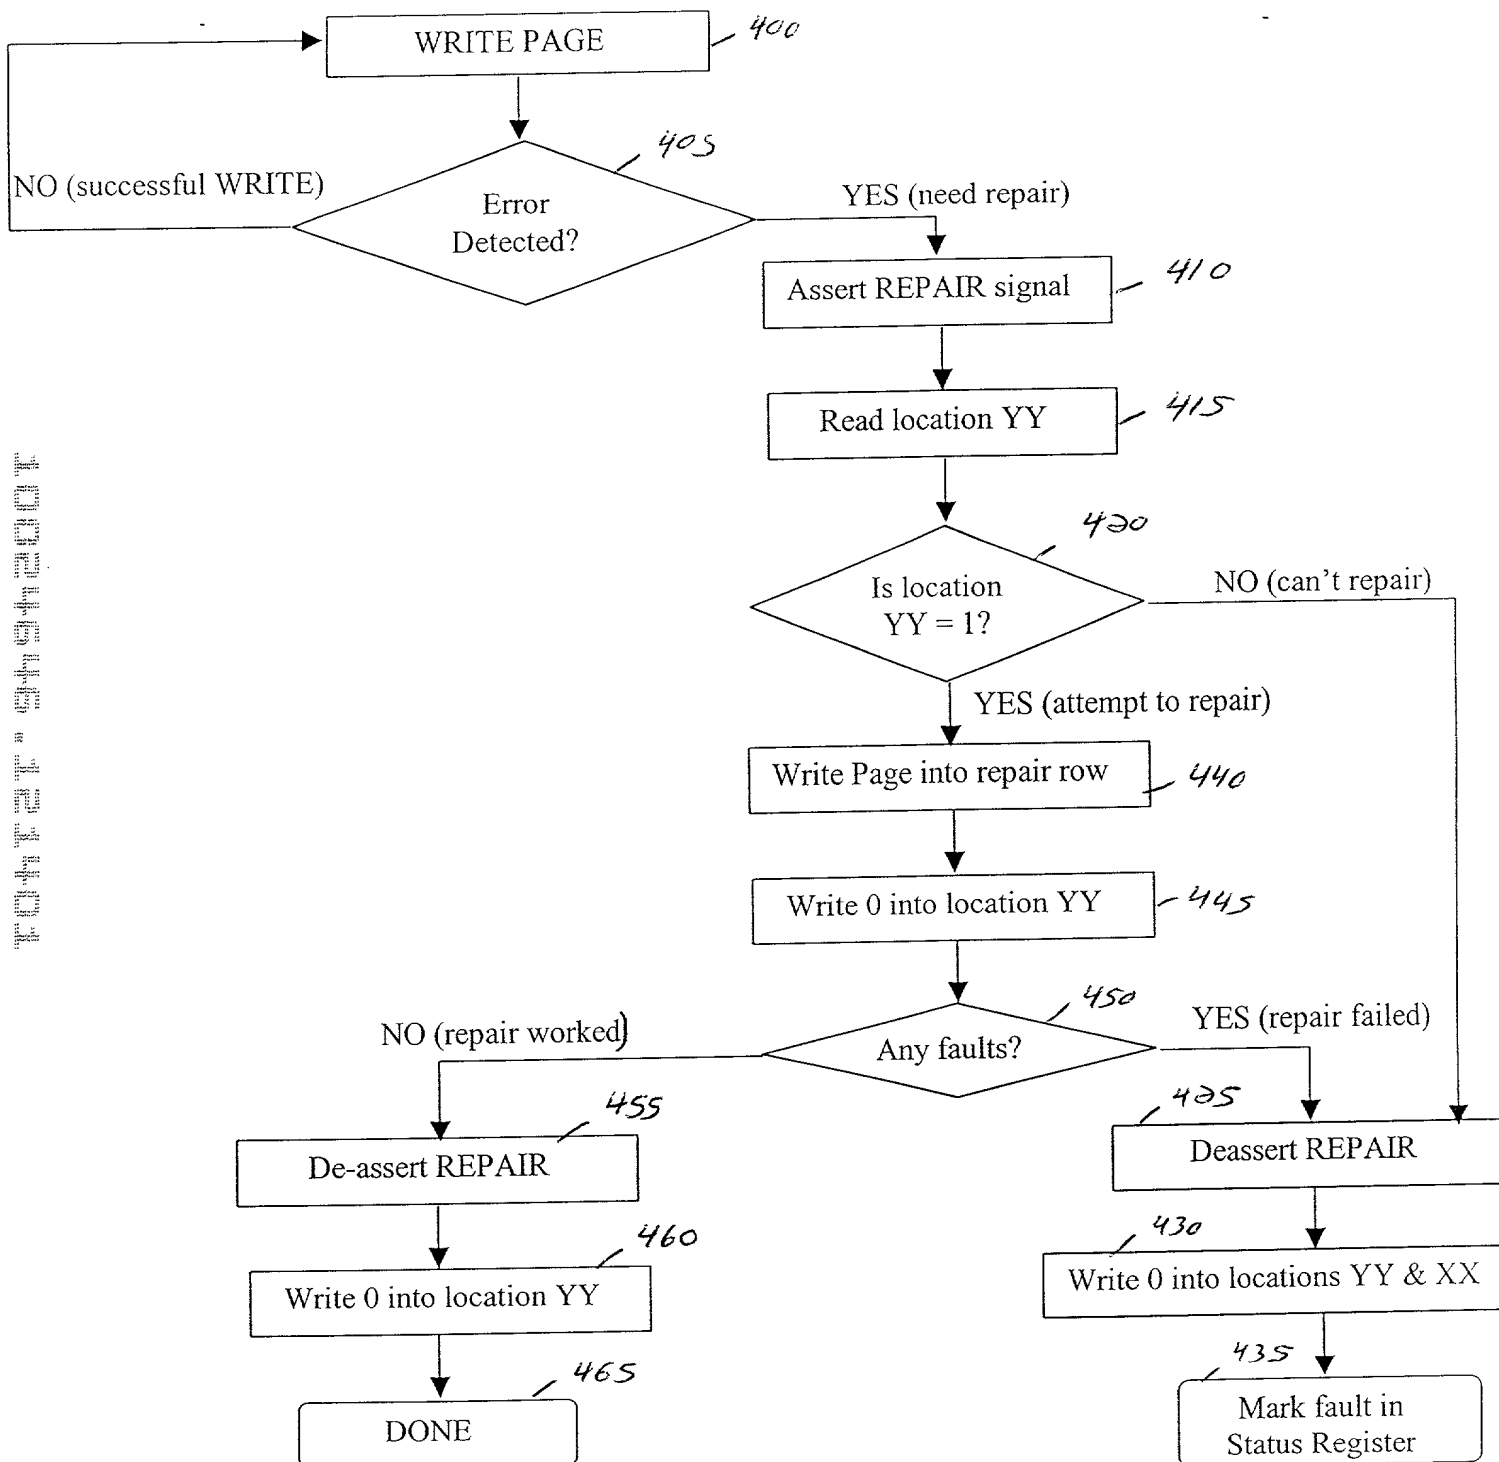 WRITE PAGE
400
405
NO (successful WRITE)
YES (need repair)
Error
Detected?
Assert REPAIR signal
410
Read location YY
415
420
Is location
YY = 1?
NO (can't repair)
YES (attempt to repair)
Write Page into repair row
440
Write 0 into location YY
445
450
NO (repair worked)
YES (repair failed)
Any faults?
455
425
De-assert REPAIR
Deassert REPAIR
460
430
Write 0 into location YY
Write 0 into locations YY & XX
465
435
DONE
Mark fault in
Status Register